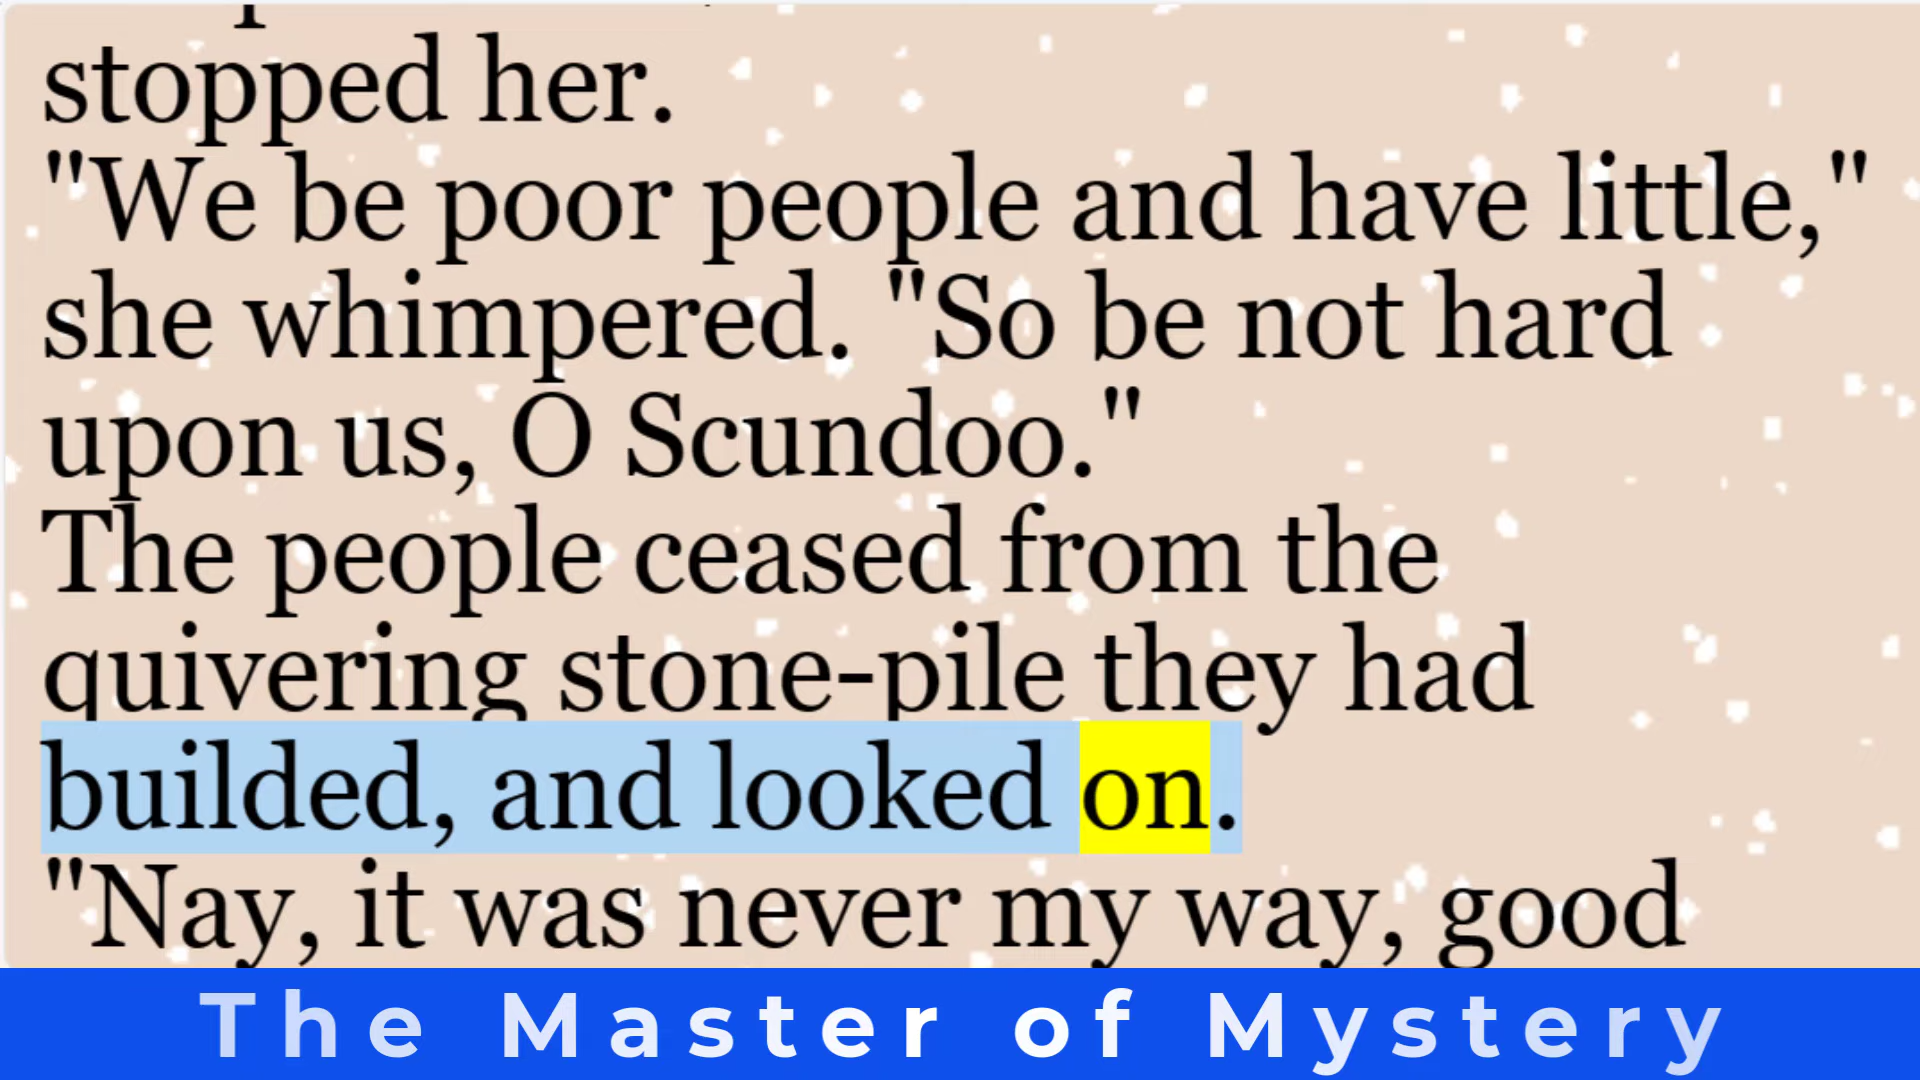 stopped her.
"We be poor people and have little,"
she whimpered. "So be not hard
upon us, O Scundoo."
The people ceased from the
quivering stone-pile they had
builded, and looked on.
"Nay, it was never my way, good
The Master of Mystery